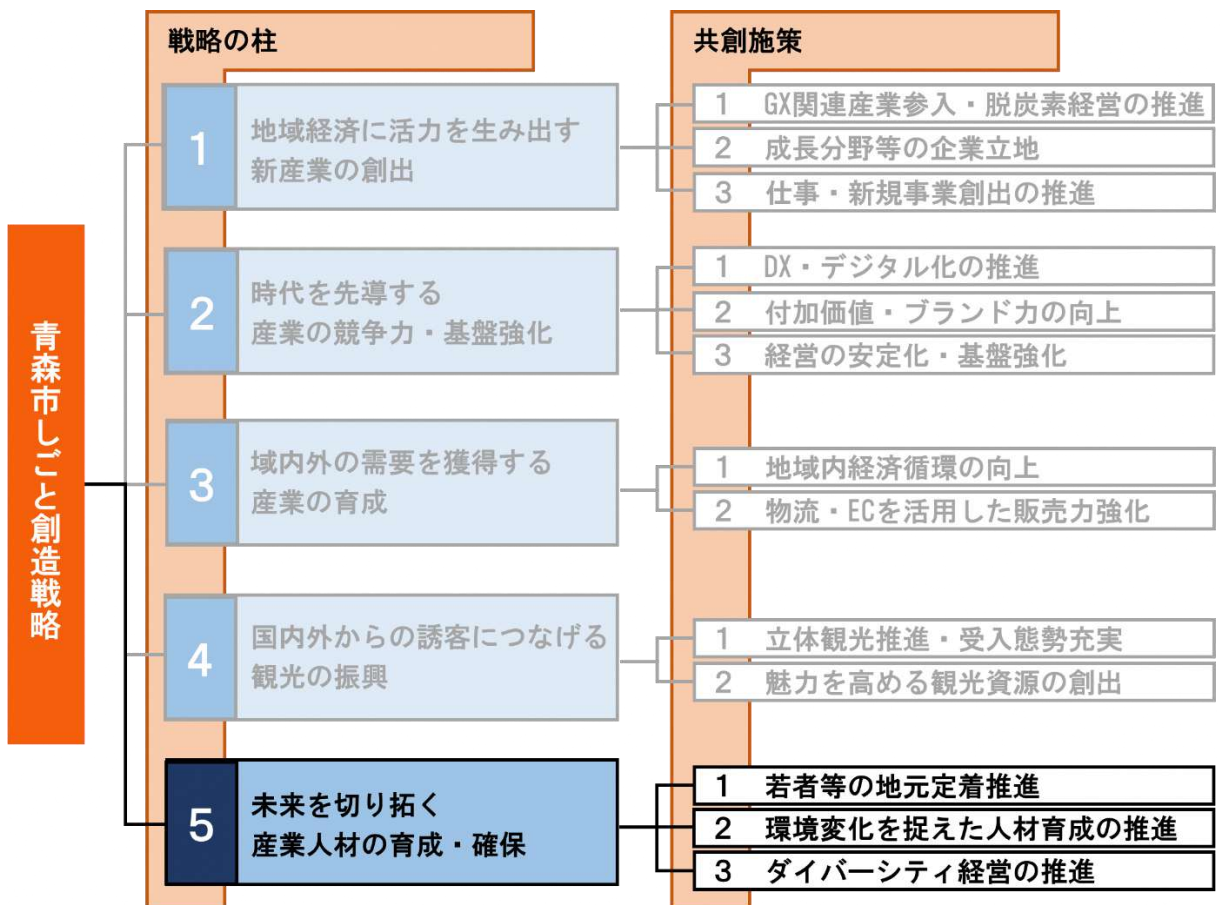 戦略の柱
共創施策
青森市しごと創造戦略
1
地域経済に活力を生み出す
新産業の創出
1 GX関連産業参入・脱炭素経営の推進
2 成長分野等の企業立地
3 仕事・新規事業創出の推進
2
時代を先導する
産業の競争力・基盤強化
1 DX・デジタル化の推進
2 付加価値・ブランド力の向上
3 経営の安定化・基盤強化
3
域内外の需要を獲得する
産業の育成
1 地域内経済循環の向上
2 物流・ECを活用した販売力強化
4
国内外からの誘客につなげる
観光の振興
1 立体観光推進・受入態勢充実
2 魅力を高める観光資源の創出
5
未来を切り拓く
産業人材の育成・確保
1 若者等の地元定着推進
2 環境変化を捉えた人材育成の推進
3 ダイバーシティ経営の推進